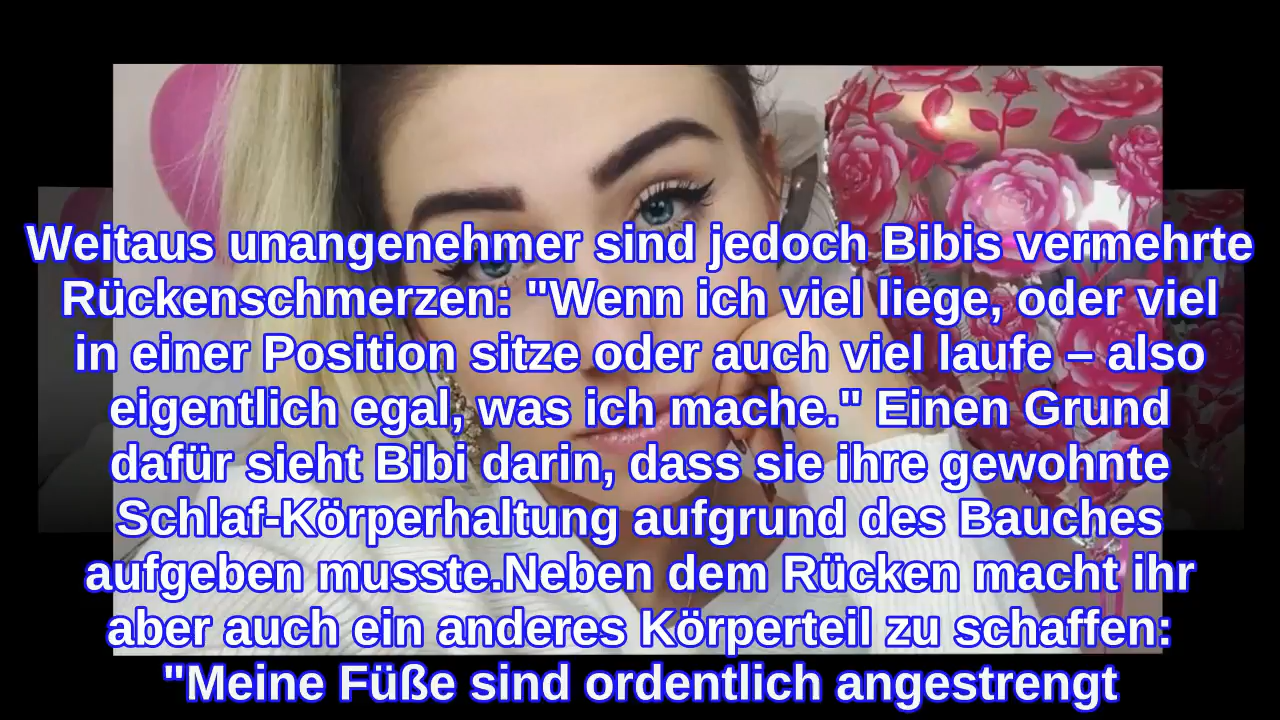 Weitaus unangenehmer sind jedoch Bibis vermehrte
Rückenschmerzen: "Wenn ich viel liege, oder viel
in einer Position sitze oder auch viel laufe – also
eigentlich egal, was ich mache." Einen Grund
dafür sieht Bibi darin, dass sie ihre gewohnte
Schlaf-Körperhaltung aufgrund des Bauches
aufgeben musste.Neben dem Rücken macht ihr
aber auch ein anderes Körperteil zu schaffen:
"Meine Füße sind ordentlich angestrengt